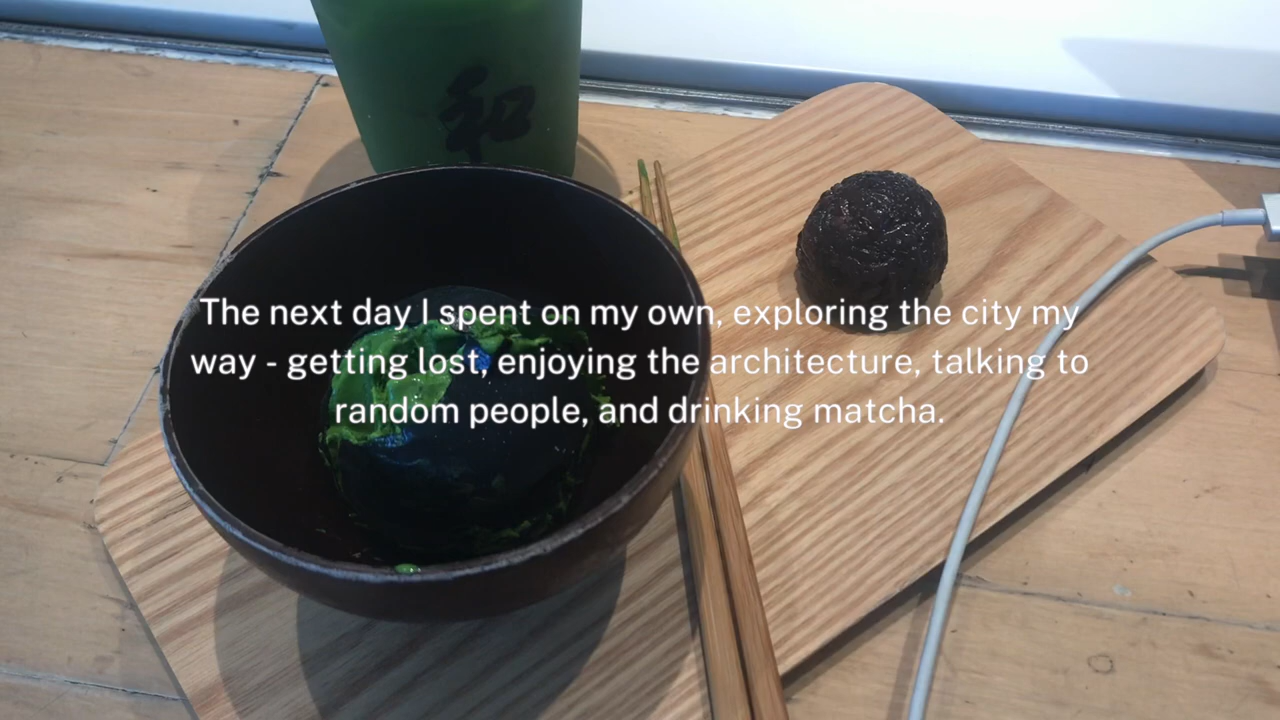 和
The next day I spent on my own, exploring the city my
way - getting lost, enjoying the architecture, talking to
random people, and drinking matcha.